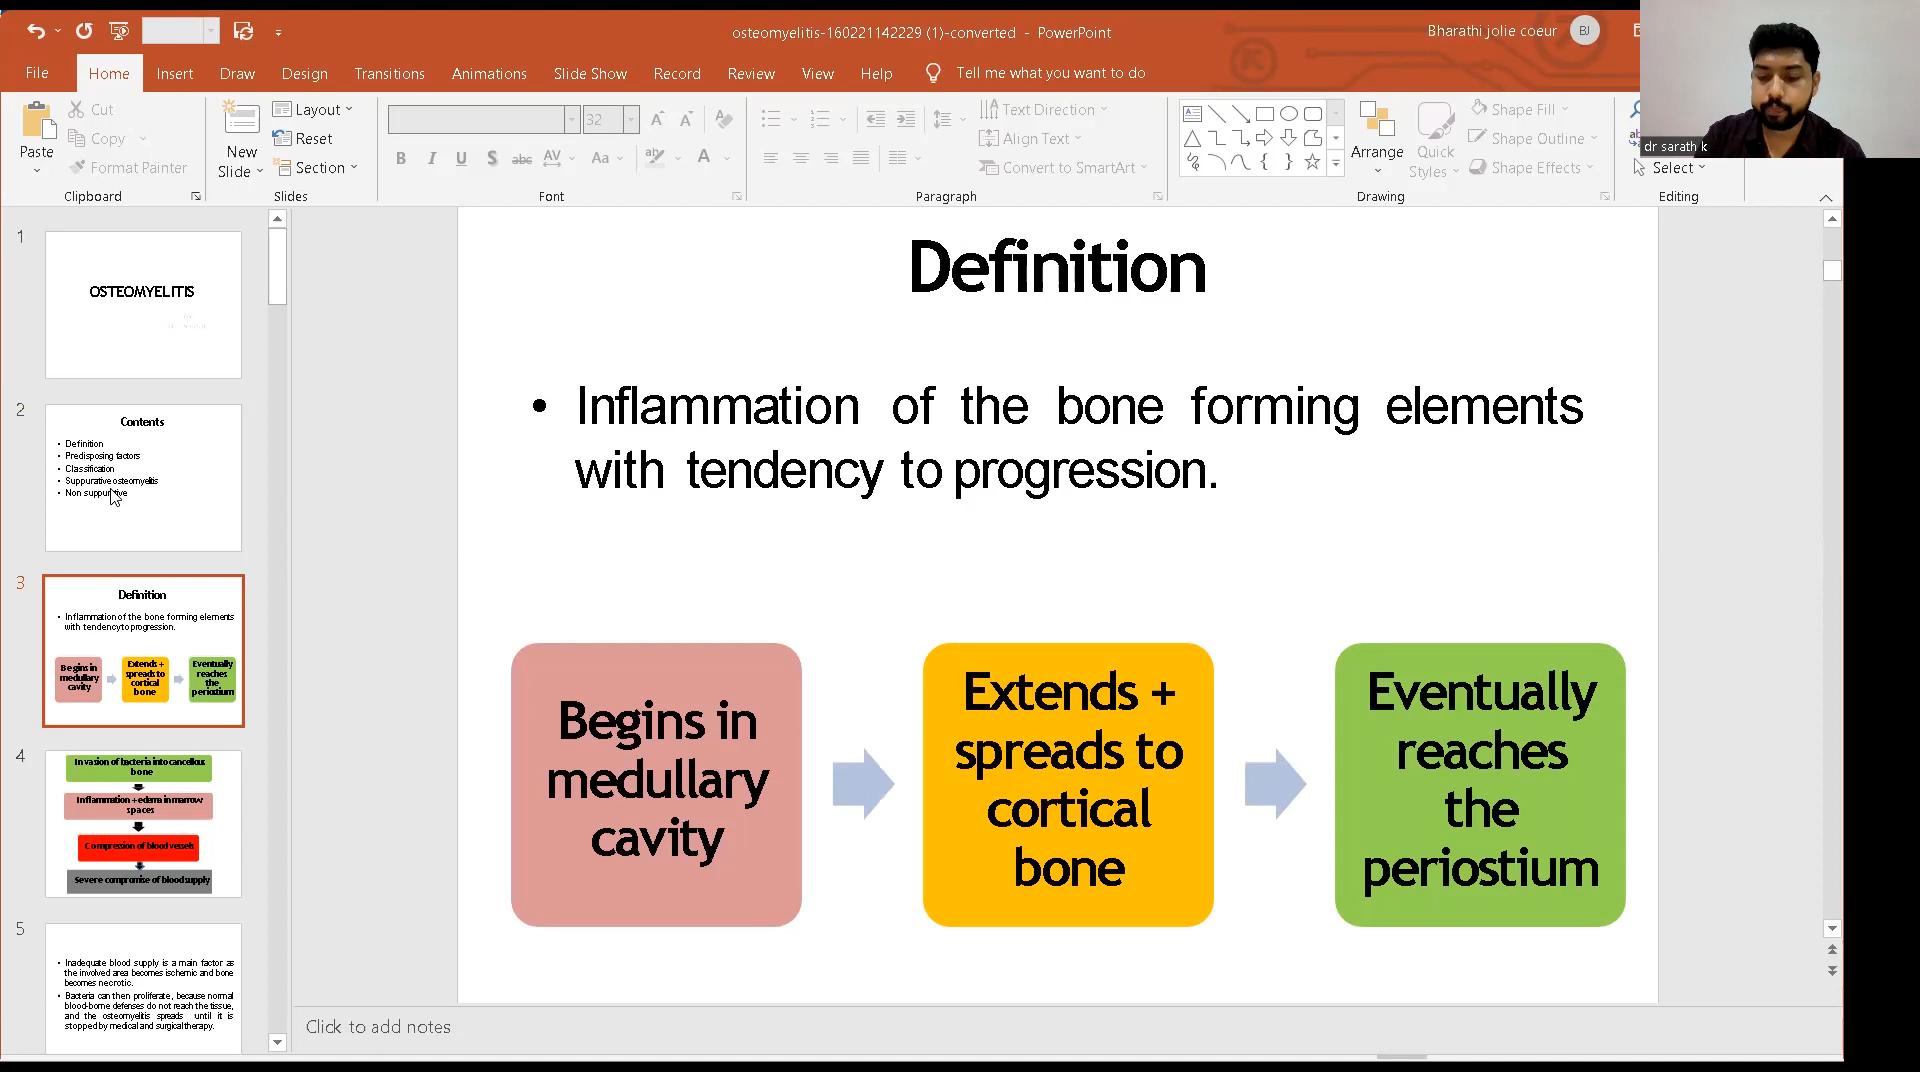 osteomyelitis-160221142229 (1)-converted - PowerPoint
Bharathi jolie coeur
BJ
File
Home
Insert
Draw
Design
Transitions
Animations
Slide Show
Record
Review
View
Help
Tell me what you want to do
Paste
Cut
Copy
Format Painter
Clipboard
New
Slide
Layout
Reset
Section
Slides
32
Font
Text Direction
Align Text
Convert to SmartArt
Paragraph
Arrange
Quick
Styles
Shape Fill
Shape Outline
Shape Effects
Drawing
Select
Editing
dr sarath k
1
OSTEOMYELITIS
2
Contents
• Definition
• Predisposing factors
• Classification
• Suppurative osteomyelitis
• Non suppurative
3
Definition
• Inflammation of the bone forming elements
with tendency to progression.
Begins in
medullary
cavity
Extends +
spreads to
cortical
bone
Eventually
reaches
the
periostium
4
Invasion of bacteria into cancellous
bone
Inflammation + edema in marrow
spaces
Compression of blood vessels
Severe compromise of blood supply
5
• Inadequate blood supply is a main factor as
the involved area becomes ischemic and bone
becomes necrotic.
• Bacteria can then proliferate, because normal
blood-borne defenses do not reach the tissue,
and the osteomyelitis spreads until it is
stopped by medical and surgical therapy.
Definition
• Inflammation of the bone forming elements
with tendency to progression.
Begins in
medullary
cavity
Extends +
spreads to
cortical
bone
Eventually
reaches
the
periostium
Click to add notes